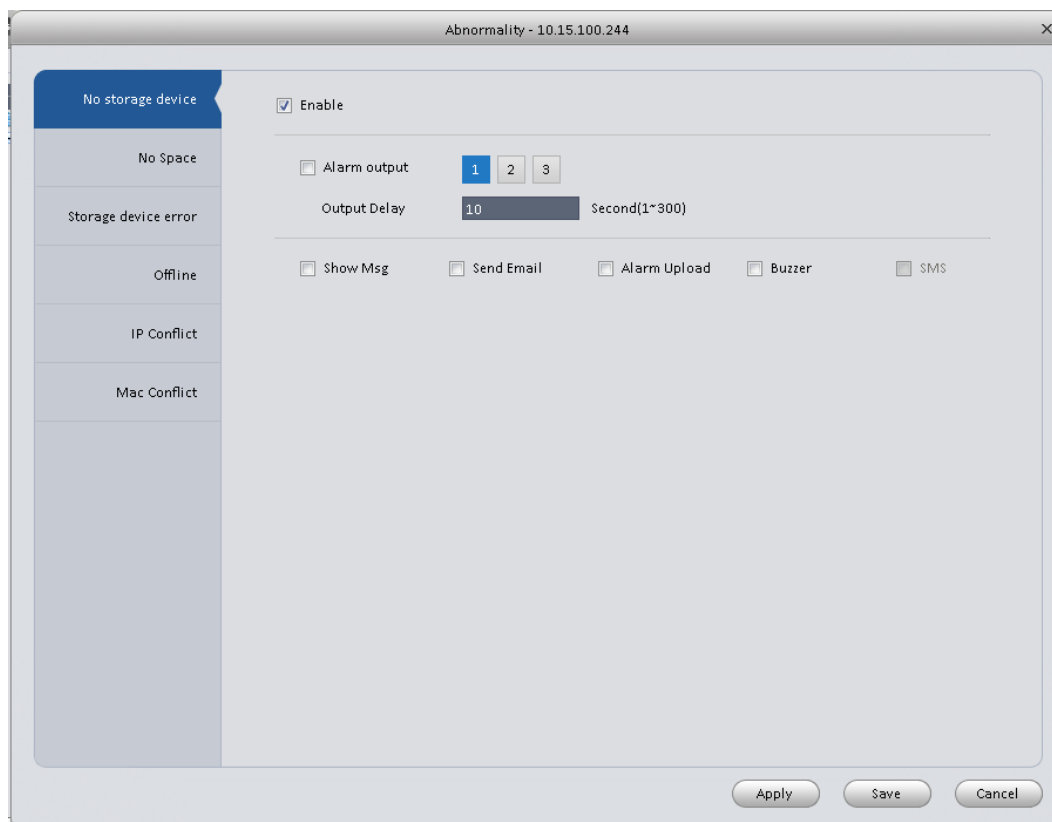 Abnormality - 10.15.100.244
No storage device
No Space
Storage device error
Offline
IP Conflict
Mac Conflict
Enable
Alarm output 1 2 3
Output Delay 10 Second(1~300)
Show Msg Send Email Alarm Upload Buzzer SMS
Apply Save Cancel